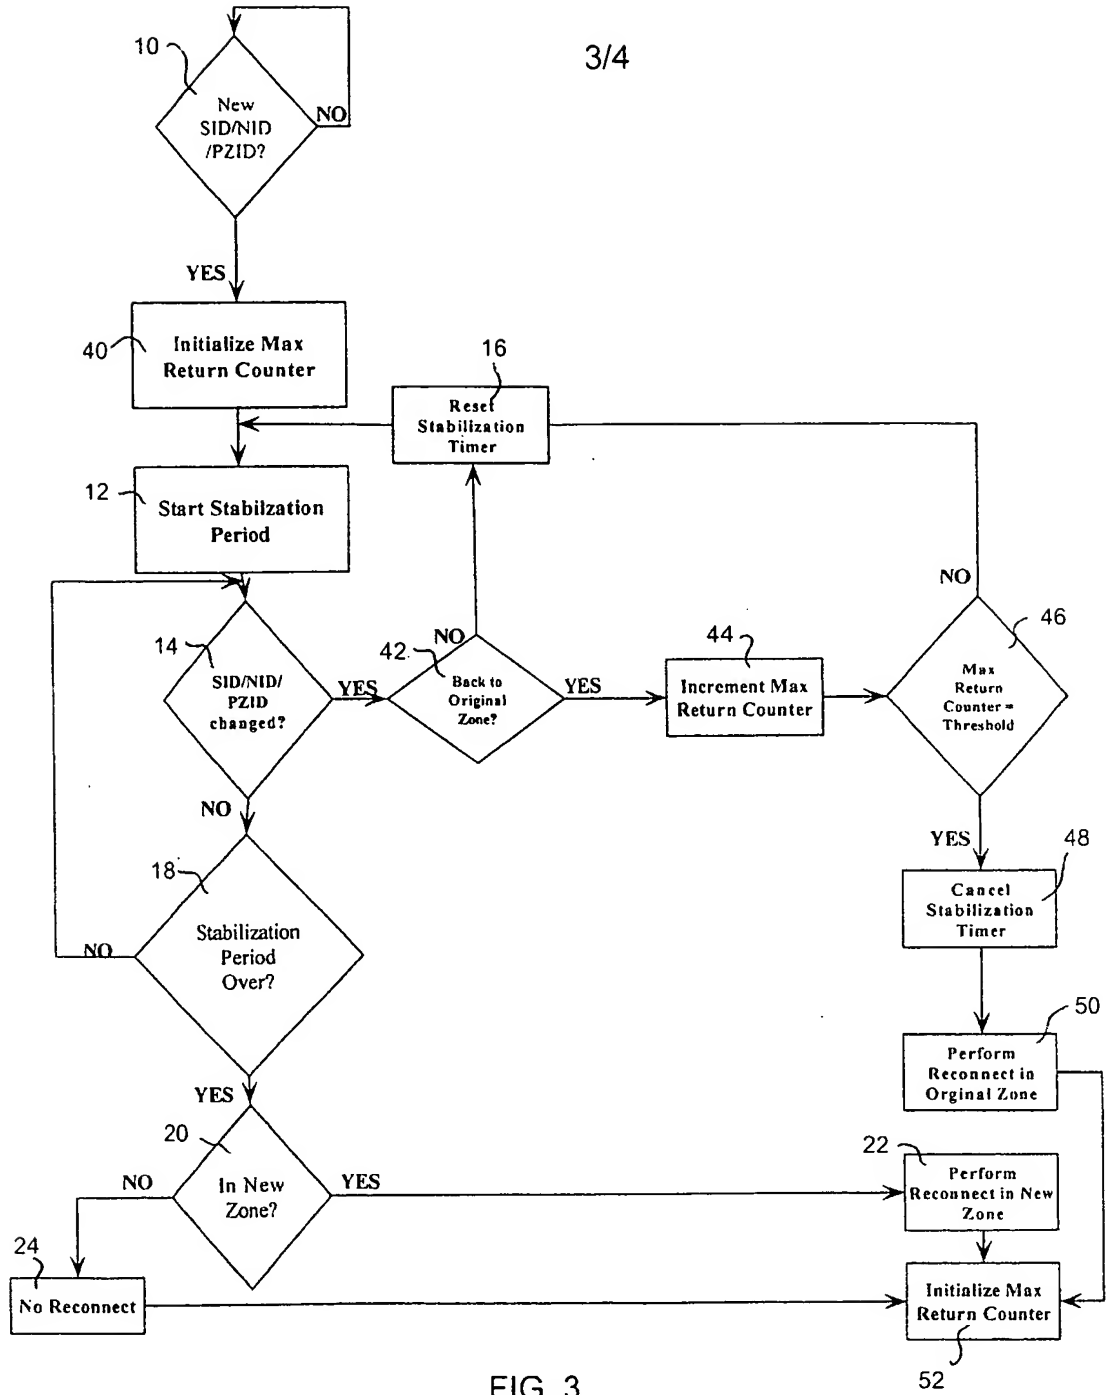 3/4
10
New
SID/NID
/PZID?
NO
YES
40
Initialize Max
Return Counter
16
Reset
Stabilization
Timer
12
Start Stabilzation
Period
NO
46
14
SID/NID/
PZID
changed?
YES
NO
42
Back to
Original
Zone?
YES
44
Increment Max
Return Counter
Max
Return
Counter =
Threshold
NO
YES
18
Stabilization
Period
Over?
NO
48
Cancel
Stabilization
Timer
YES
50
Perform
Reconnect in
Orginal Zone
20
In New
Zone?
NO
YES
22
Perform
Reconnect in New
Zone
24
No Reconnect
Initialize Max
Return Counter
52
FIG. 3